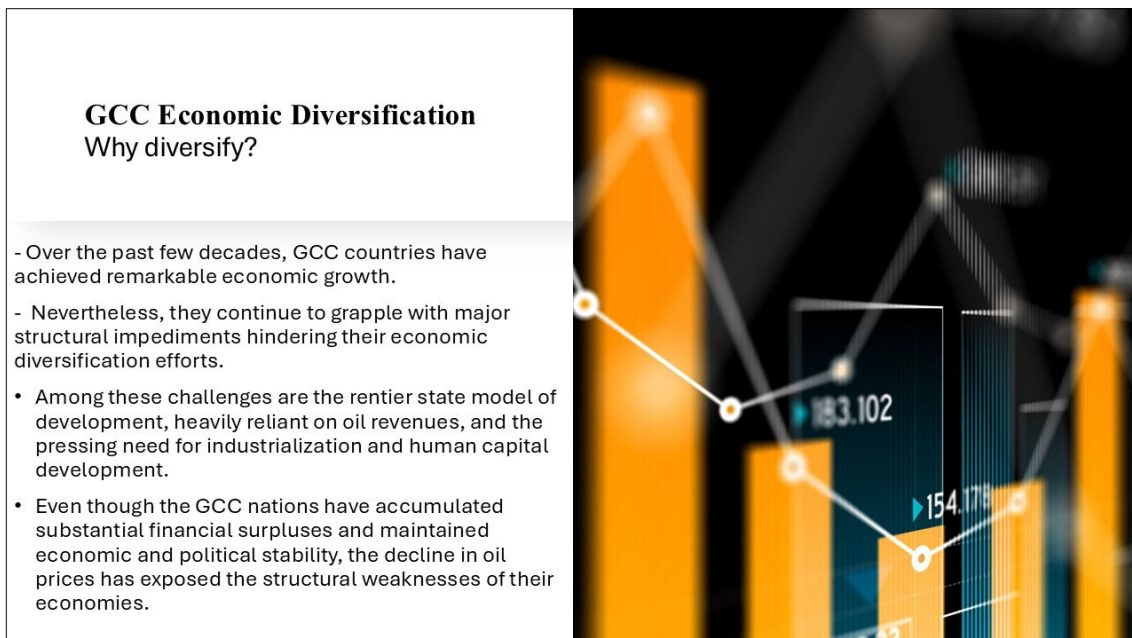 GCC Economic Diversification
Why diversify?
- Over the past few decades, GCC countries have
achieved remarkable economic growth.
- Nevertheless, they continue to grapple with major
structural impediments hindering their economic
diversification efforts.
• Among these challenges are the rentier state model of
development, heavily reliant on oil revenues, and the
pressing need for industrialization and human capital
development.
• Even though the GCC nations have accumulated
substantial financial surpluses and maintained
economic and political stability, the decline in oil
prices has exposed the structural weaknesses of their
economies.
183.102
154.178